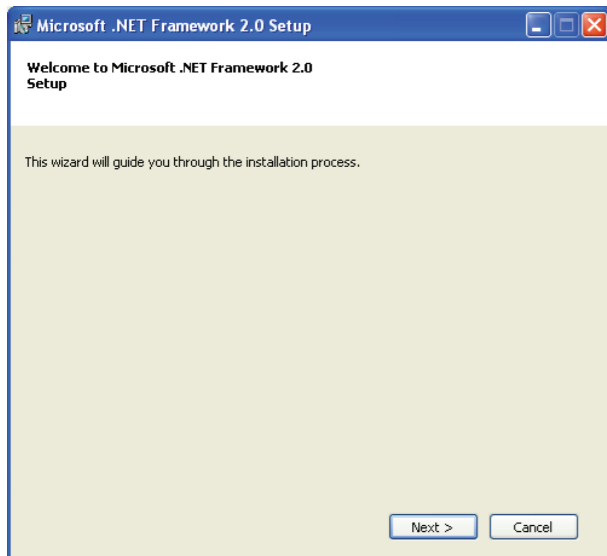 Microsoft .NET Framework 2.0 Setup
Welcome to Microsoft .NET Framework 2.0
Setup
This wizard will guide you through the installation process.
Next >
Cancel